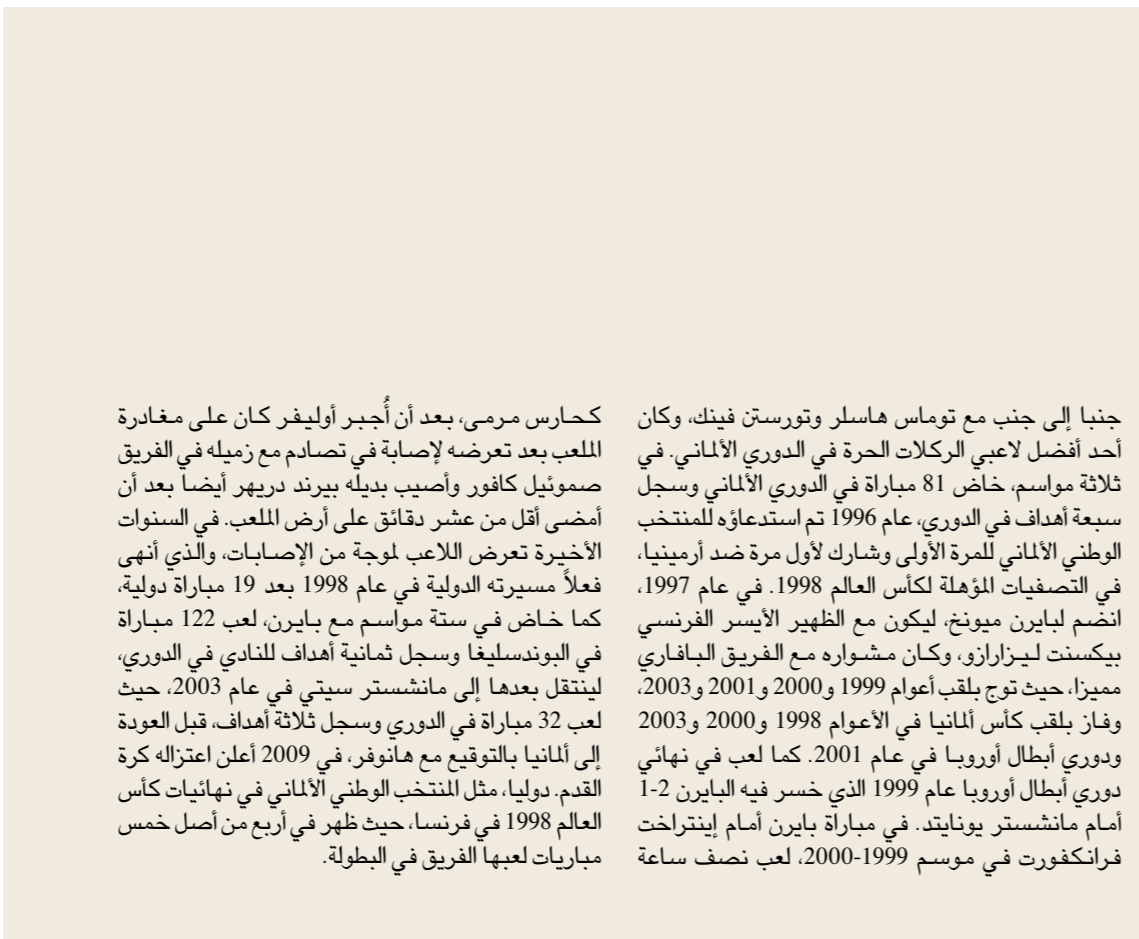 جنبا إلى جنب مع توماس هاسلر وتورستن فينك، وكان
أحد أفضل لاعبي الركلات الحرة في الدوري الألماني. في
ثلاثة مواسم، خاض 81 مباراة في الدوري الألماني وسجل
سبعة أهداف في الدوري، عام 1996 تم استدعاؤه للمنتخب
الوطني الألماني للمرة الأولى وشارك لأول مرة ضد أرمينيا،
في التصفيات المؤهلة لكأس العالم 1998. في عام 1997،
انضم لبايرن ميونخ، ليكون مع الظهير الأيسر الفرنسي
بيكسنت ليزارازو، وكان مشواره مع الفريق البافاري
مميزا، حيث توج بلقب أعوام 1999 و2000 و2001 و2003،
وفاز بلقب كأس ألمانيا في الأعوام 1998 و2000 و2003
ودوري أبطال أوروبا في عام 2001. كما لعب في نهائي
دوري أبطال أوروبا عام 1999 الذي خسر فيه البايرن 2-1
أمام مانشستر يونايتد. في مباراة بايرن أمام إينتراخت
فرانكفورت في موسم 1999-2000، لعب نصف ساعة
كحارس مرمى، بعد أن أُجبر أوليفر كان على مغادرة
الملعب بعد تعرضه لإصابة في تصادم مع زميله في الفريق
صموئيل كافور وأصيب بديله بيرند دريهر أيضا بعد أن
أمضى أقل من عشر دقائق على أرض الملعب. في السنوات
الأخيرة تعرض اللاعب لموجة من الإصابات، والذي أنهى
فعلاً مسيرته الدولية في عام 1998 بعد 19 مباراة دولية،
كما خاض في ستة مواسم مع بايرن، لعب 122 مباراة
في البوندسليغا وسجل ثمانية أهداف للنادي في الدوري،
لينتقل بعدها إلى مانشستر سيتي في عام 2003، حيث
لعب 32 مباراة في الدوري وسجل ثلاثة أهداف، قبل العودة
إلى ألمانيا بالتوقيع مع هانوفر، في 2009 أعلن اعتزاله كرة
القدم. دوليا، مثل المنتخب الوطني الألماني في نهائيات كأس
العالم 1998 في فرنسا، حيث ظهر في أربع من أصل خمس
مباريات لعبها الفريق في البطولة.